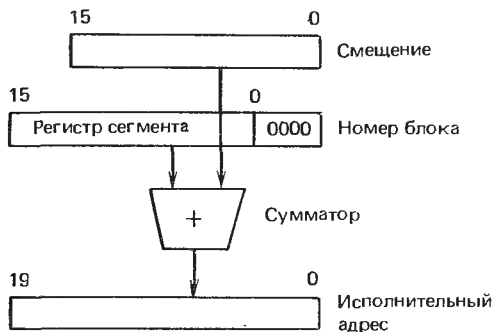 15 0
Смещение
15 0
Регистр сегмента 0000 Номер блока
+ Сумматор
19 0
Исполнительный
адрес